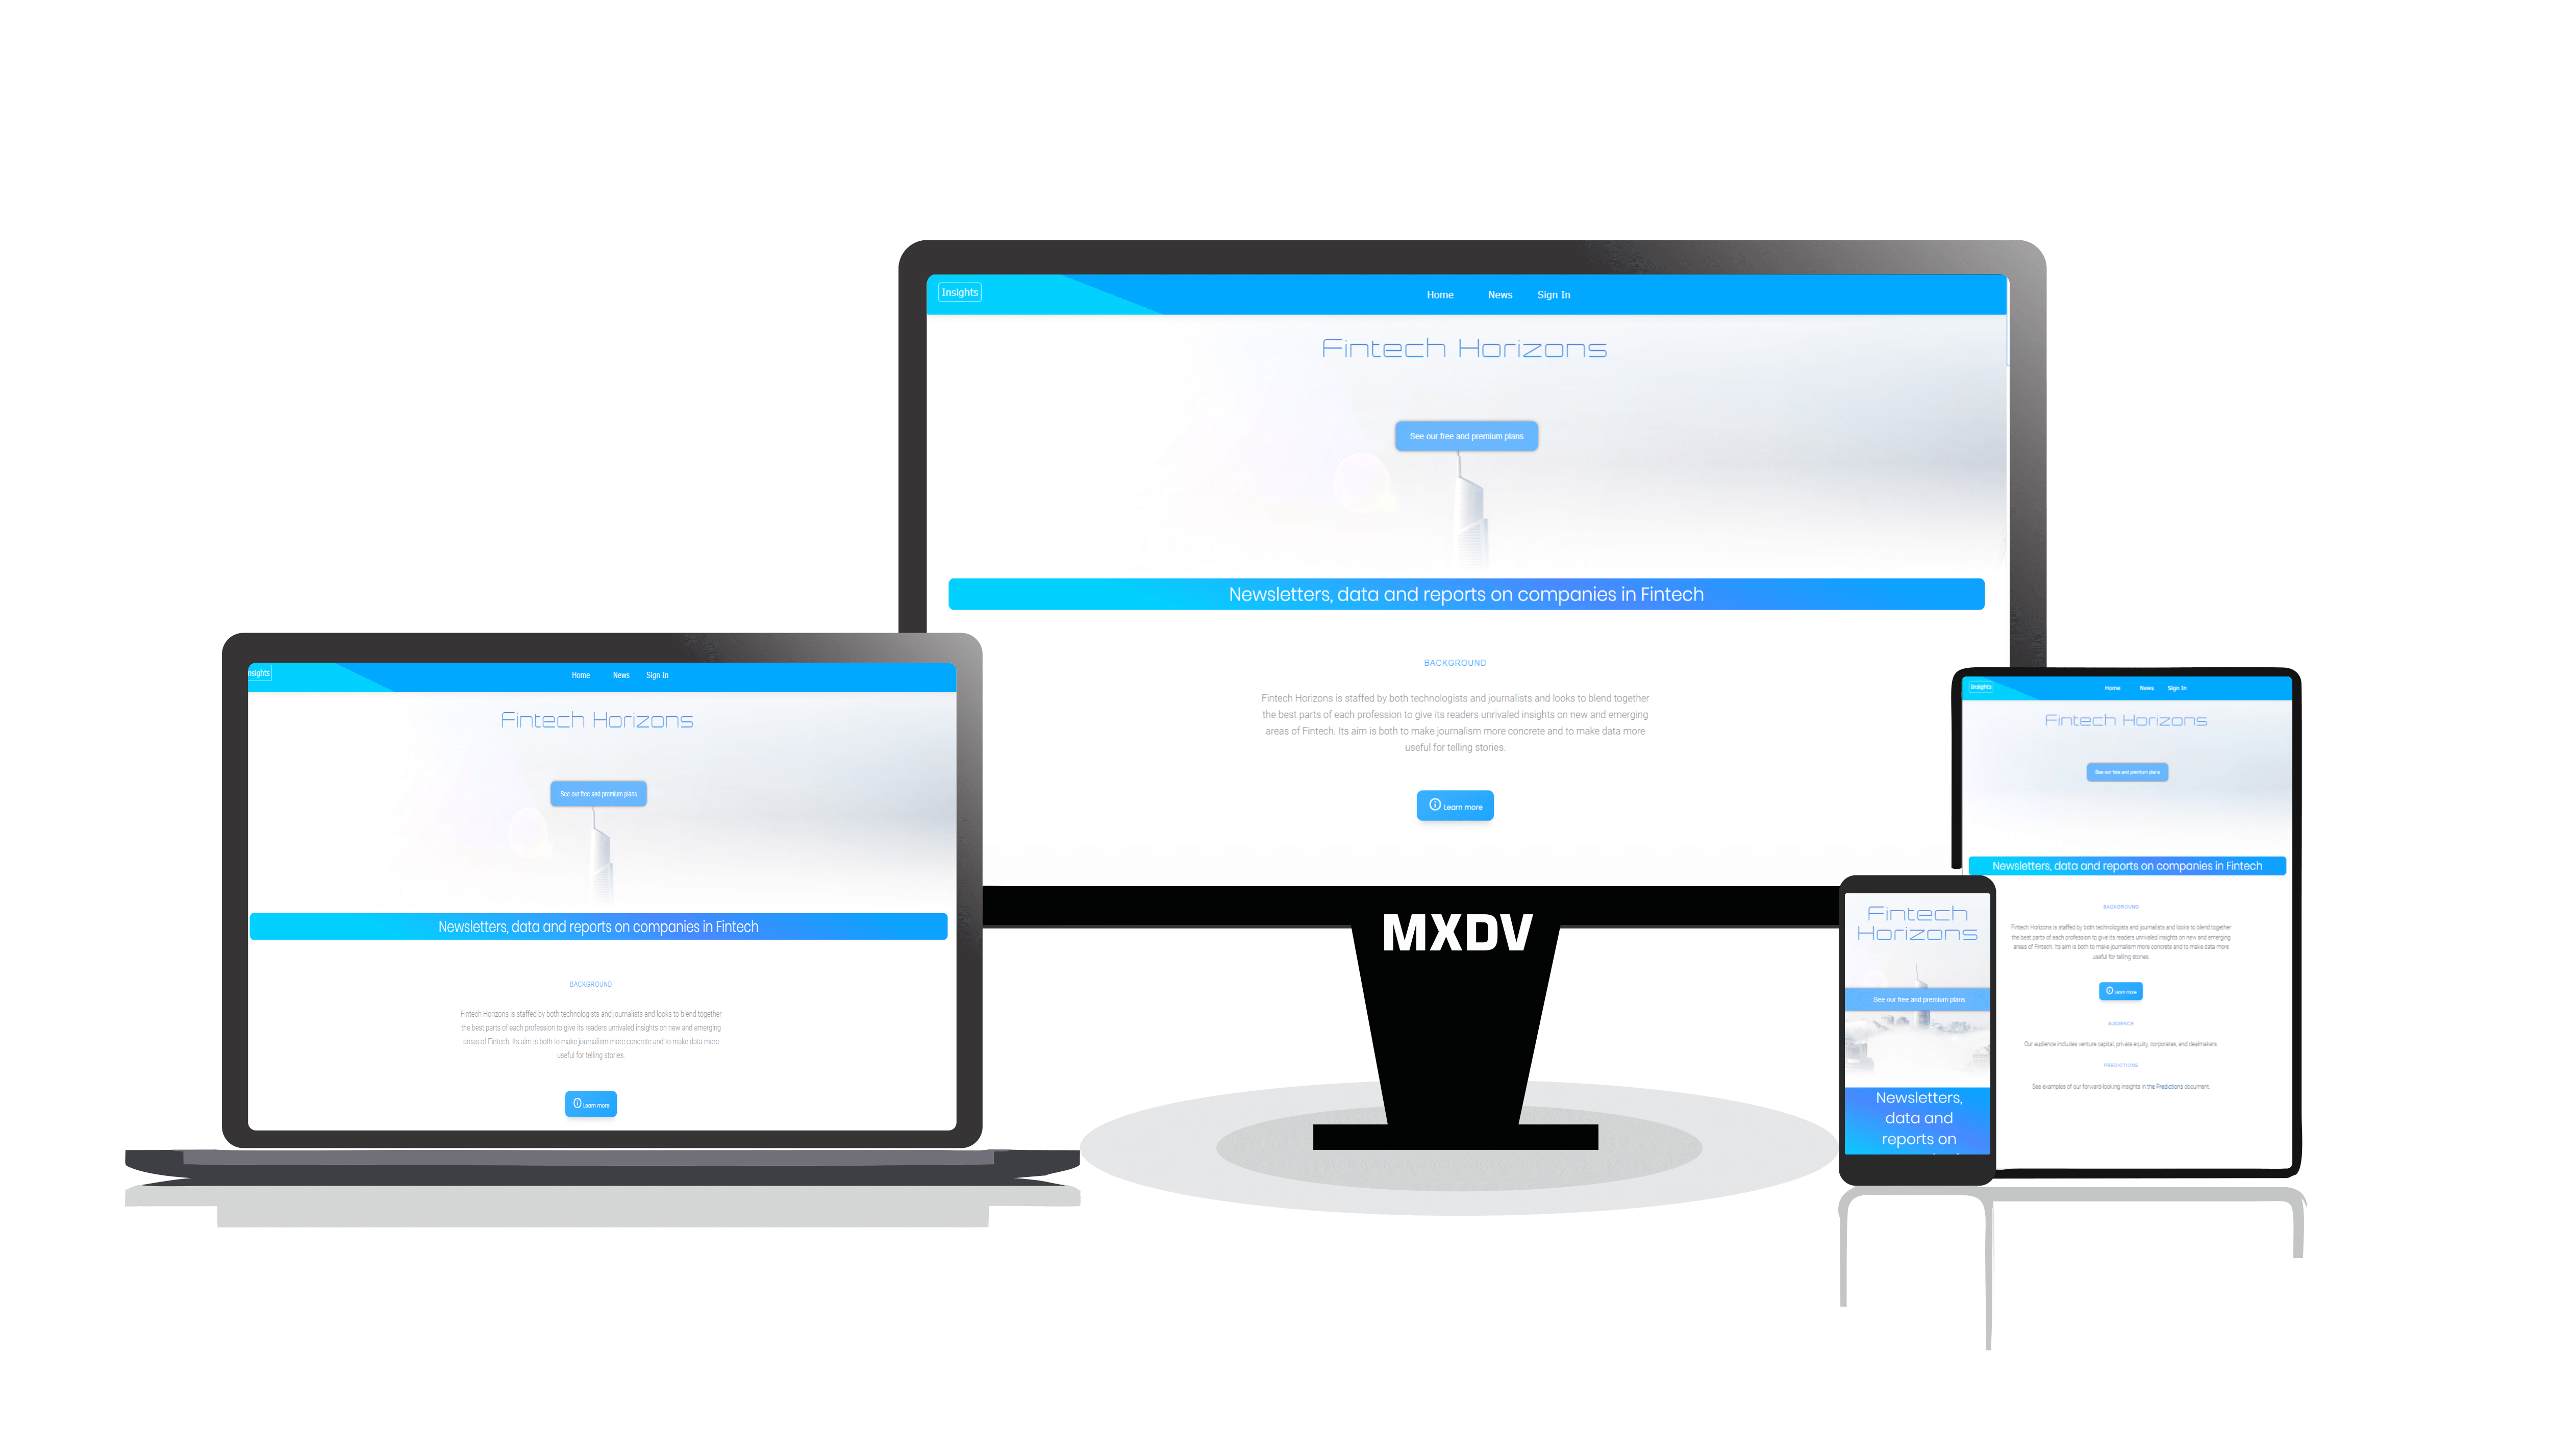 Insights
Home News Sign In
Fintech Horizons
See our free and premium plans
Newsletters, data and reports on companies in Fintech
BACKGROUND
Fintech Horizons is staffed by both technologists and journalists and looks to blend together
the best parts of each profession to give its readers unrivaled insights on new and emerging
areas of Fintech. Its aim is both to make journalism more concrete and to make data more
useful for telling stories.
Learn more
MXDV
nsights
Home News Sign In
Fintech Horizons
See our free and premium plans
Newsletters, data and reports on companies in Fintech
BACKGROUND
Fintech Horizons is staffed by both technologists and journalists and looks to blend together
the best parts of each profession to give its readers unrivaled insights on new and emerging
areas of Fintech. Its aim is both to make journalism more concrete and to make data more
useful for telling stories.
Learn more
Fintech
Horizons
See our free and premium plans
Newsletters,
data and
reports on
Insights
Home News Sign In
Fintech Horizons
See our free and premium plans
Newsletters, data and reports on companies in Fintech
BACKGROUND
Fintech Horizons is staffed by both technologists and journalists and looks to blend together
the best parts of each profession to give its readers unrivaled insights on new and emerging
areas of Fintech. Its aim is both to make journalism more concrete and to make data more
useful for telling stories.
Learn more
AUDIENCE
Our audience includes venture capital, private equity, corporates, and dealmakers.
PREDICTIONS
See examples of our forward-looking insights in the Predictions document.